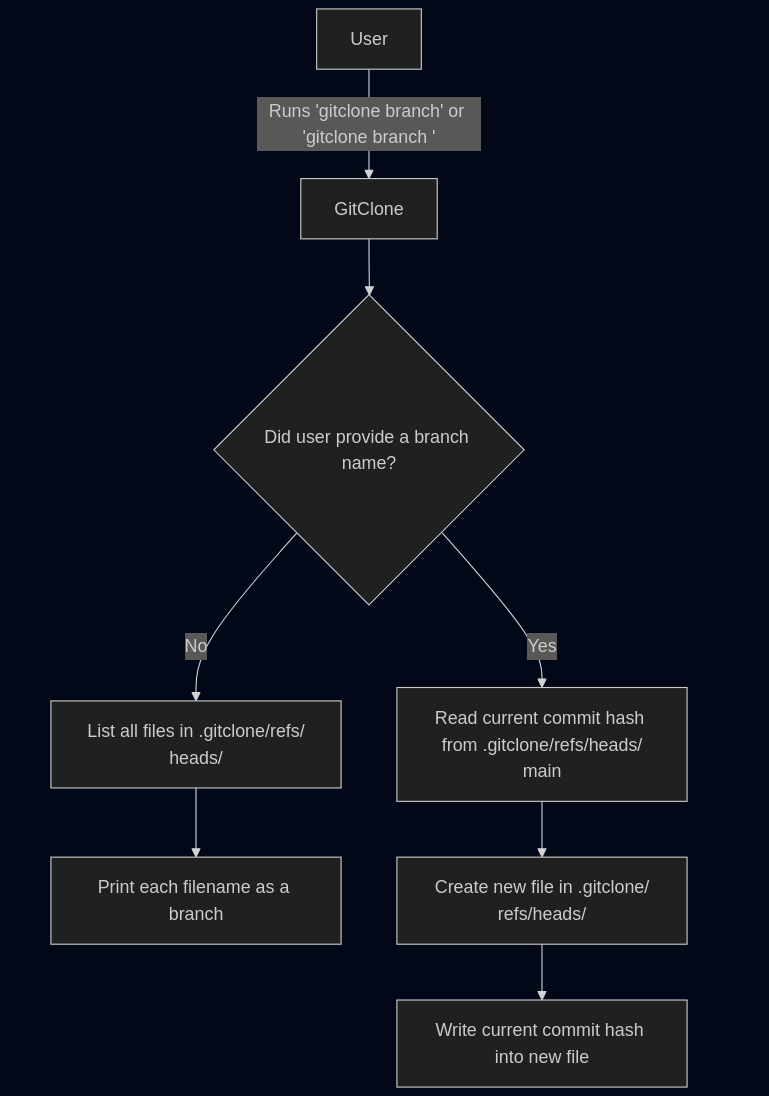 User
Runs 'gitclone branch' or
'gitclone branch '
GitClone
Did user provide a branch
name?
No
Yes
List all files in .gitclone/refs/
heads/
Read current commit hash
from .gitclone/refs/heads/
main
Print each filename as a
branch
Create new file in .gitclone/
refs/heads/
Write current commit hash
into new file